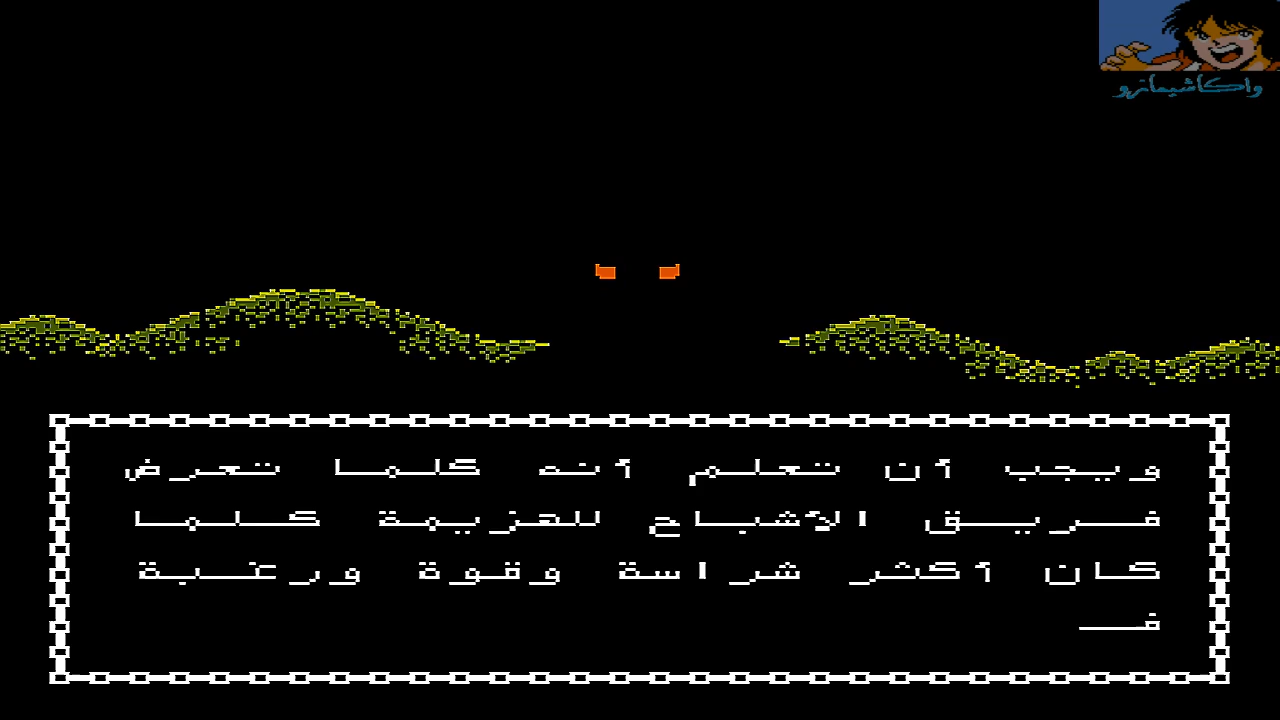 واكاشيمازو
ويجب أن تعلم أنه كلما تعرض
فريق الأشباح للهزيمة كلما
كان أكثر شراسة وقوة ورغبة
فـ